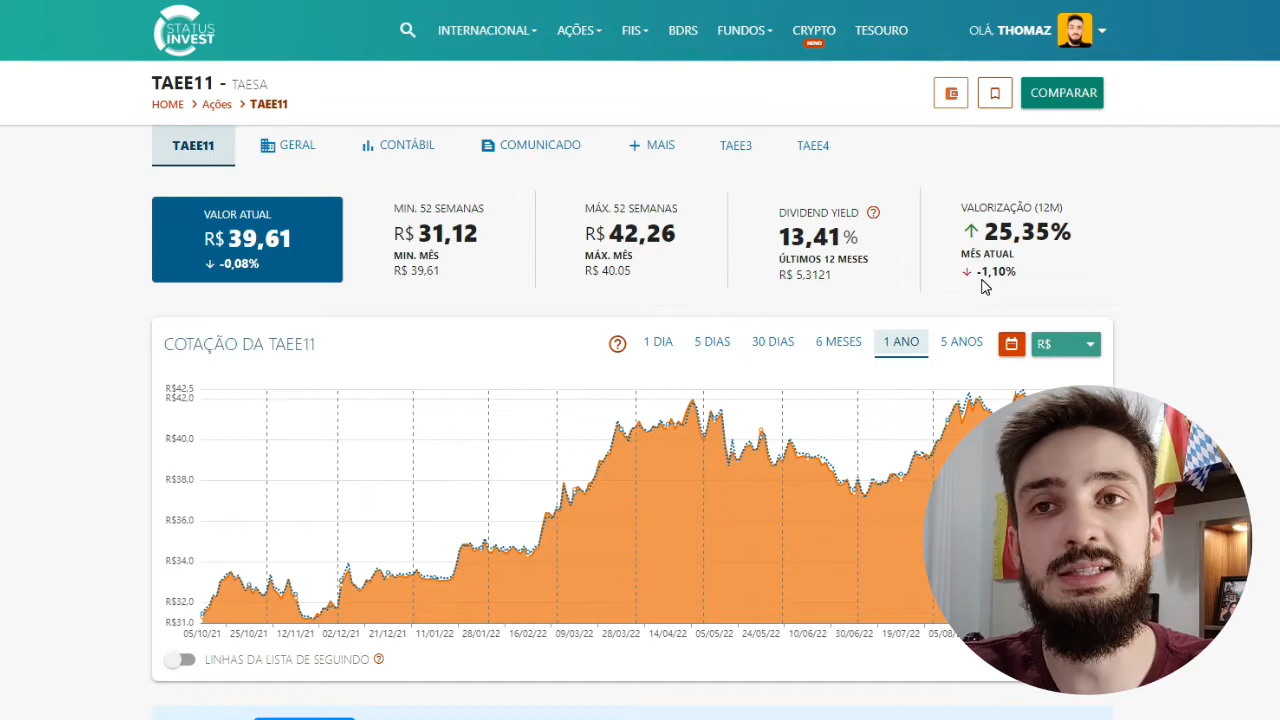 STATUS
INVEST
INTERNACIONAL
AÇÕES
FIIS
BDRS
FUNDOS
CRYPTO
NOVO
TESOURO
OLÁ, THOMAZ
TAEE11 - TAESA
HOME > Ações > TAEE11
COMPARAR
TAEE11
GERAL
CONTÁBIL
COMUNICADO
+ MAIS
TAEE3
TAEE4
VALOR ATUAL
R$ 39,61
↓ -0,08%
MIN. 52 SEMANAS
R$ 31,12
MIN. MÊS
R$ 39,61
MÁX. 52 SEMANAS
R$ 42,26
MÁX. MÊS
R$ 40,05
DIVIDEND YIELD ?
13,41 %
ÚLTIMOS 12 MESES
R$ 5,3121
VALORIZAÇÃO (12M)
↑ 25,35%
MÊS ATUAL
↓ -1,10%
COTAÇÃO DA TAEE11
?
1 DIA
5 DIAS
30 DIAS
6 MESES
1 ANO
5 ANOS
R$
R$42.5
R$42.0
R$40.0
R$38.0
R$36.0
R$34.0
R$32.0
R$31.0
05/10/21 25/10/21 12/11/21 02/12/21 21/12/21 11/01/22 28/01/22 16/02/22 09/03/22 28/03/22 14/04/22 05/05/22 24/05/22 10/06/22 30/06/22 19/07/22 05/08
LINHAS DA LISTA DE SEGUINDO ?